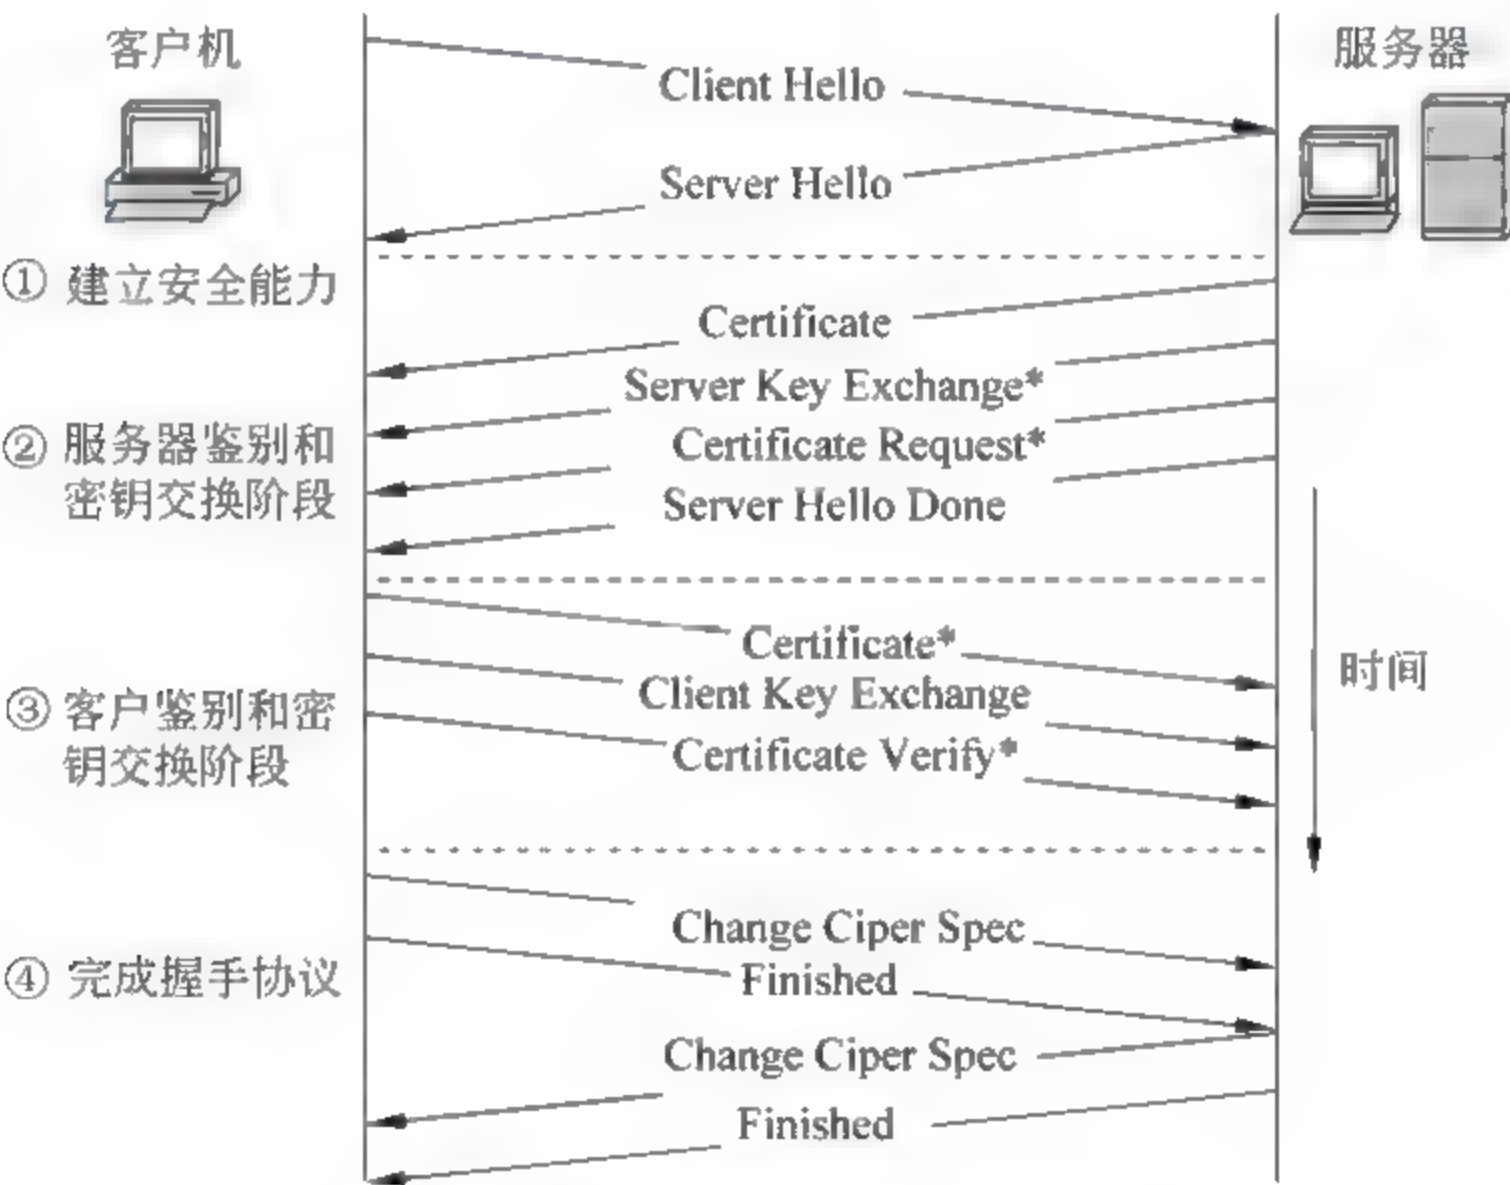 客户机
服务器
Client Hello
Server Hello
① 建立安全能力
Certificate
Server Key Exchange*
Certificate Request*
Server Hello Done
② 服务器鉴别和
密钥交换阶段
Certificate*
Client Key Exchange
Certificate Verify*
③ 客户鉴别和密
钥交换阶段
时间
Change Ciper Spec
Finished
④ 完成握手协议
Change Ciper Spec
Finished